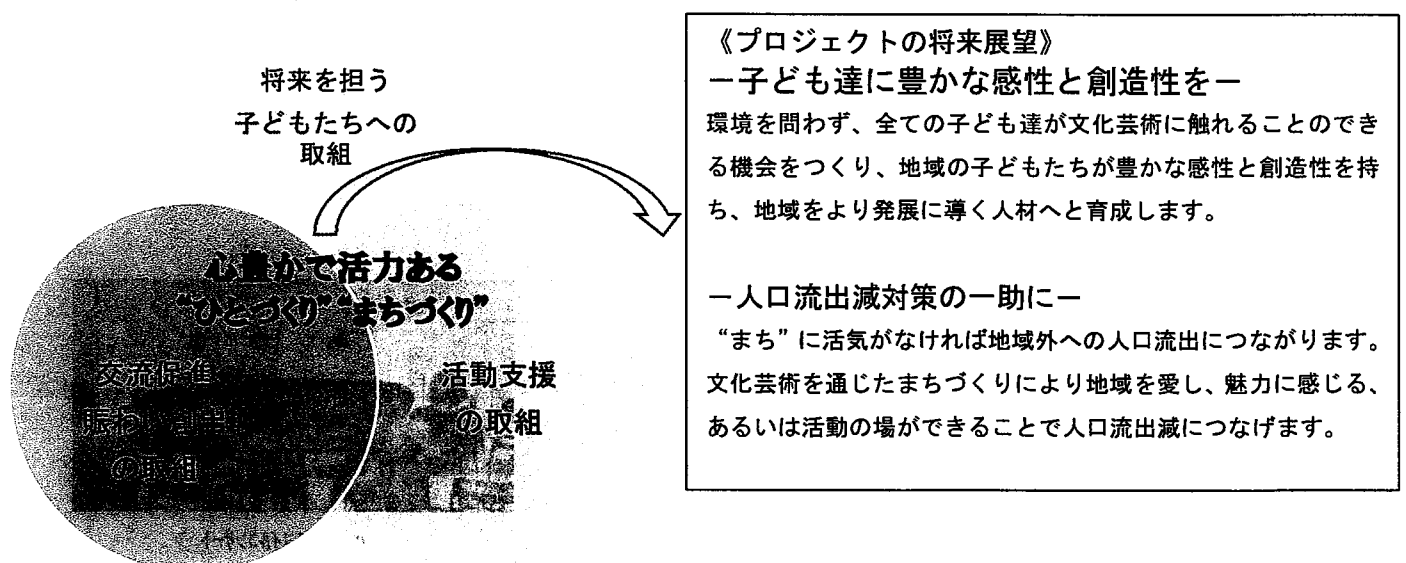 将来を担う
子どもたちへの
取組
心豊かで活力ある
“ひとづくり”“まちづくり”
交流促進
賑わい創出
の取組
活動支援
の取組
《プロジェクトの将来展望》
－子ども達に豊かな感性と創造性を－
環境を問わず、全ての子ども達が文化芸術に触れることのでき
る機会をつくり、地域の子どもたちが豊かな感性と創造性を持
ち、地域をより発展に導く人材へと育成します。
－人口流出減対策の一助に－
“まち”に活気がなければ地域外への人口流出につながります。
文化芸術を通じたまちづくりにより地域を愛し、魅力に感じる、
あるいは活動の場ができることで人口流出減につなげます。